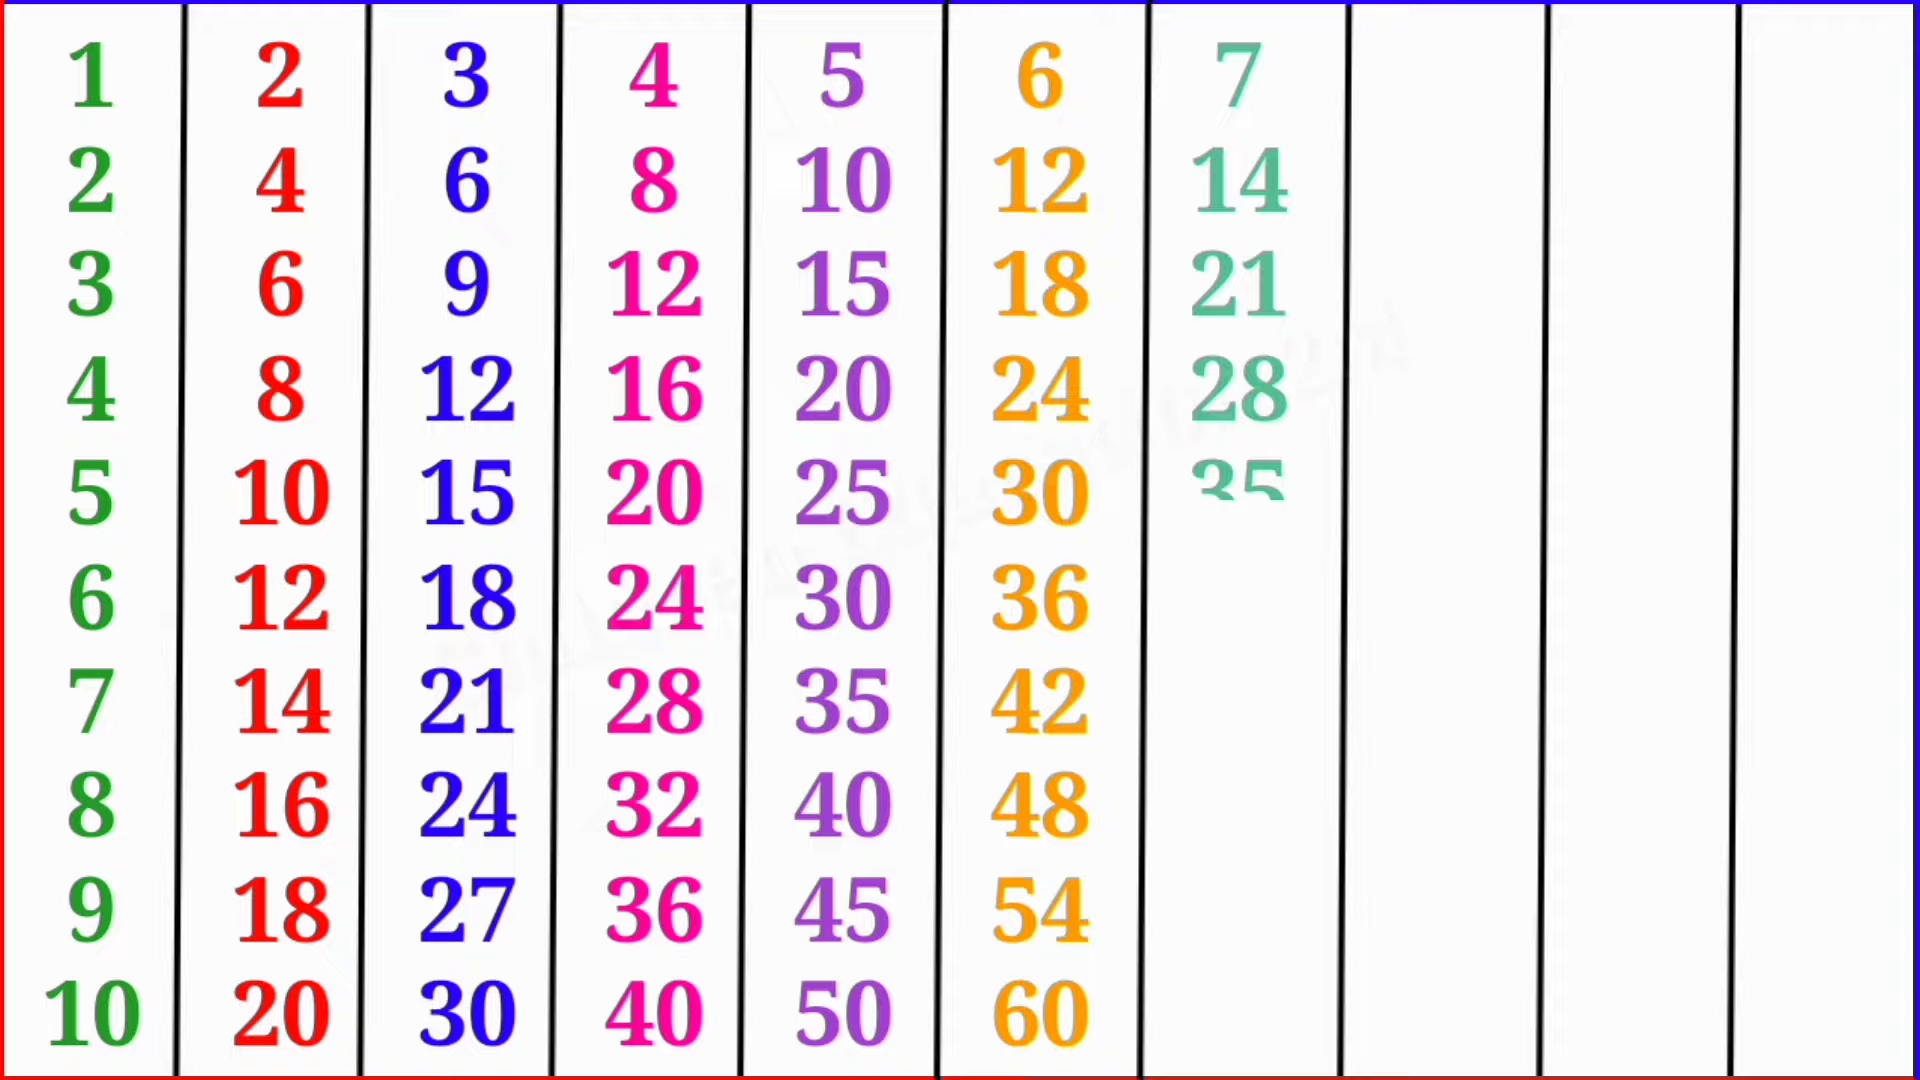 1 2 3 4 5 6 7
2 4 6 8 10 12 14
3 6 9 12 15 18 21
4 8 12 16 20 24 28
5 10 15 20 25 30 35
6 12 18 24 30 36
7 14 21 28 35 42
8 16 24 32 40 48
9 18 27 36 45 54
10 20 30 40 50 60